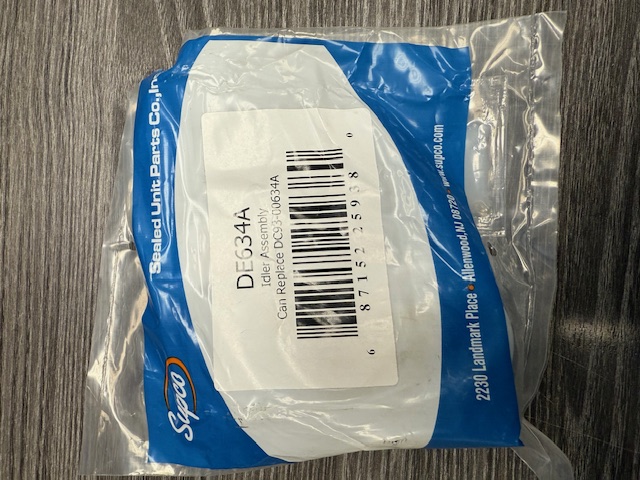 Supco
Sealed Unit Parts Co.,Inc
DE634A
Idler Assembly
Can Replace DC93-00634A
6 87152 25938 0
2230 Landmark Place • Allenwood, NJ 08720 • www.supco.com